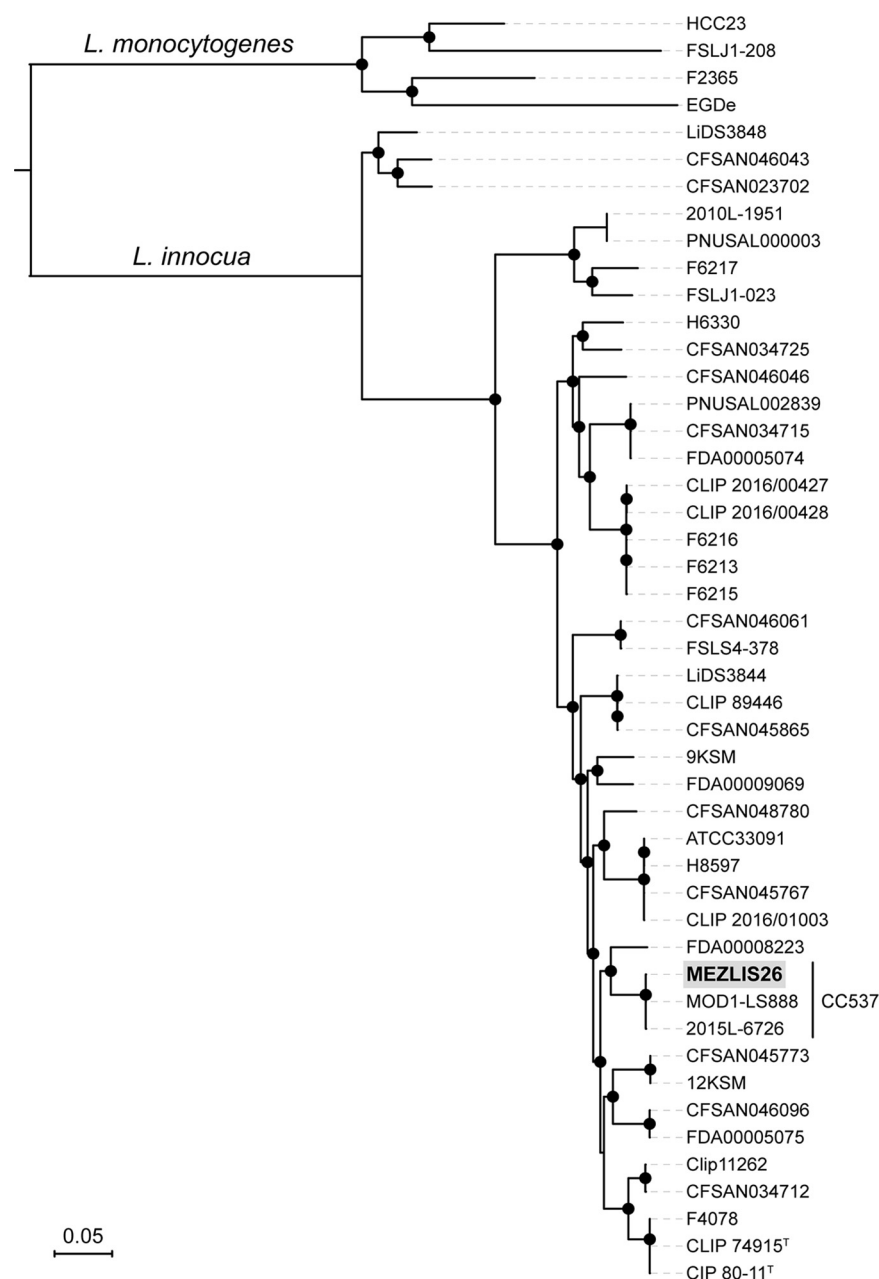 HCC23
L. monocytogenes
FSLJ1-208
F2365
EGDe
LiDS3848
CFSAN046043
CFSAN023702
2010L-1951
PNUSAL000003
L. innocua
F6217
FSLJ1-023
H6330
CFSAN034725
CFSAN046046
PNUSAL002839
CFSAN034715
FDA00005074
CLIP 2016/00427
CLIP 2016/00428
F6216
F6213
F6215
CFSAN046061
FSLS4-378
LiDS3844
CLIP 89446
CFSAN045865
9KSM
FDA00009069
CFSAN048780
ATCC33091
H8597
CFSAN045767
CLIP 2016/01003
FDA00008223
MEZLIS26
MOD1-LS888 CC537
2015L-6726
CFSAN045773
12KSM
CFSAN046096
FDA00005075
Clip11262
CFSAN034712
F4078
0.05
CLIP 74915ᵀ
CIP 80-11ᵀ